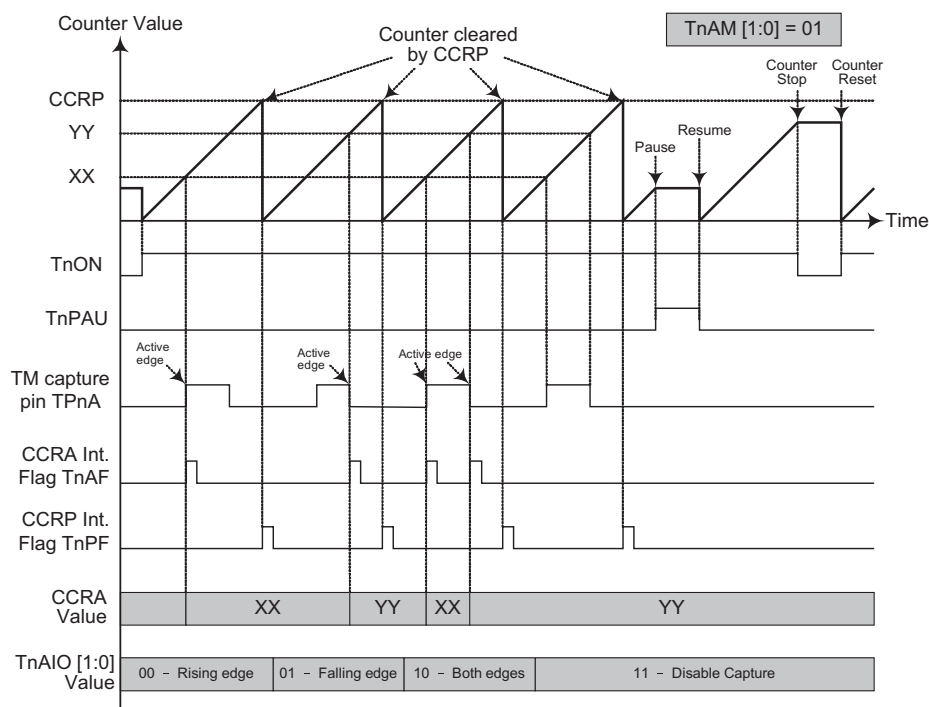 Counter Value
TnAM [1:0] = 01
Counter cleared
by CCRP
Counter
Stop
Counter
Reset
CCRP
YY
XX
Pause
Resume
Time
TnON
TnPAU
Active
edge
Active
edge
Active edge
TM capture
pin TPnA
CCRA Int.
Flag TnAF
CCRP Int.
Flag TnPF
CCRA
Value
XX
YY
XX
YY
TnAIO [1:0]
Value
00 – Rising edge
01 – Falling edge
10 – Both edges
11 – Disable Capture